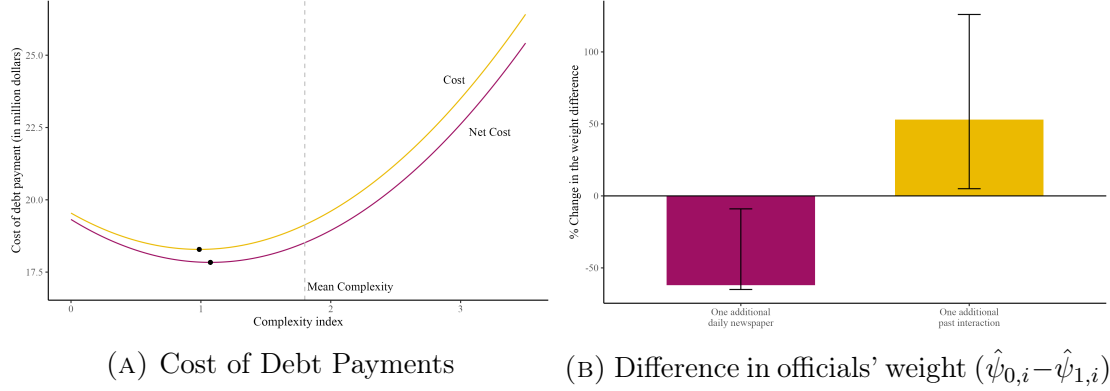 Cost of debt payment (in million dollars)
25.0
22.5
20.0
17.5
Cost
Net Cost
Mean Complexity
0
1
2
3
Complexity index
(A) Cost of Debt Payments
% Change in the weight difference
100
50
0
-50
One additional
daily newspaper
One additional
past interaction
(B) Difference in officials' weight (ψ̂₀,ᵢ−ψ̂₁,ᵢ)